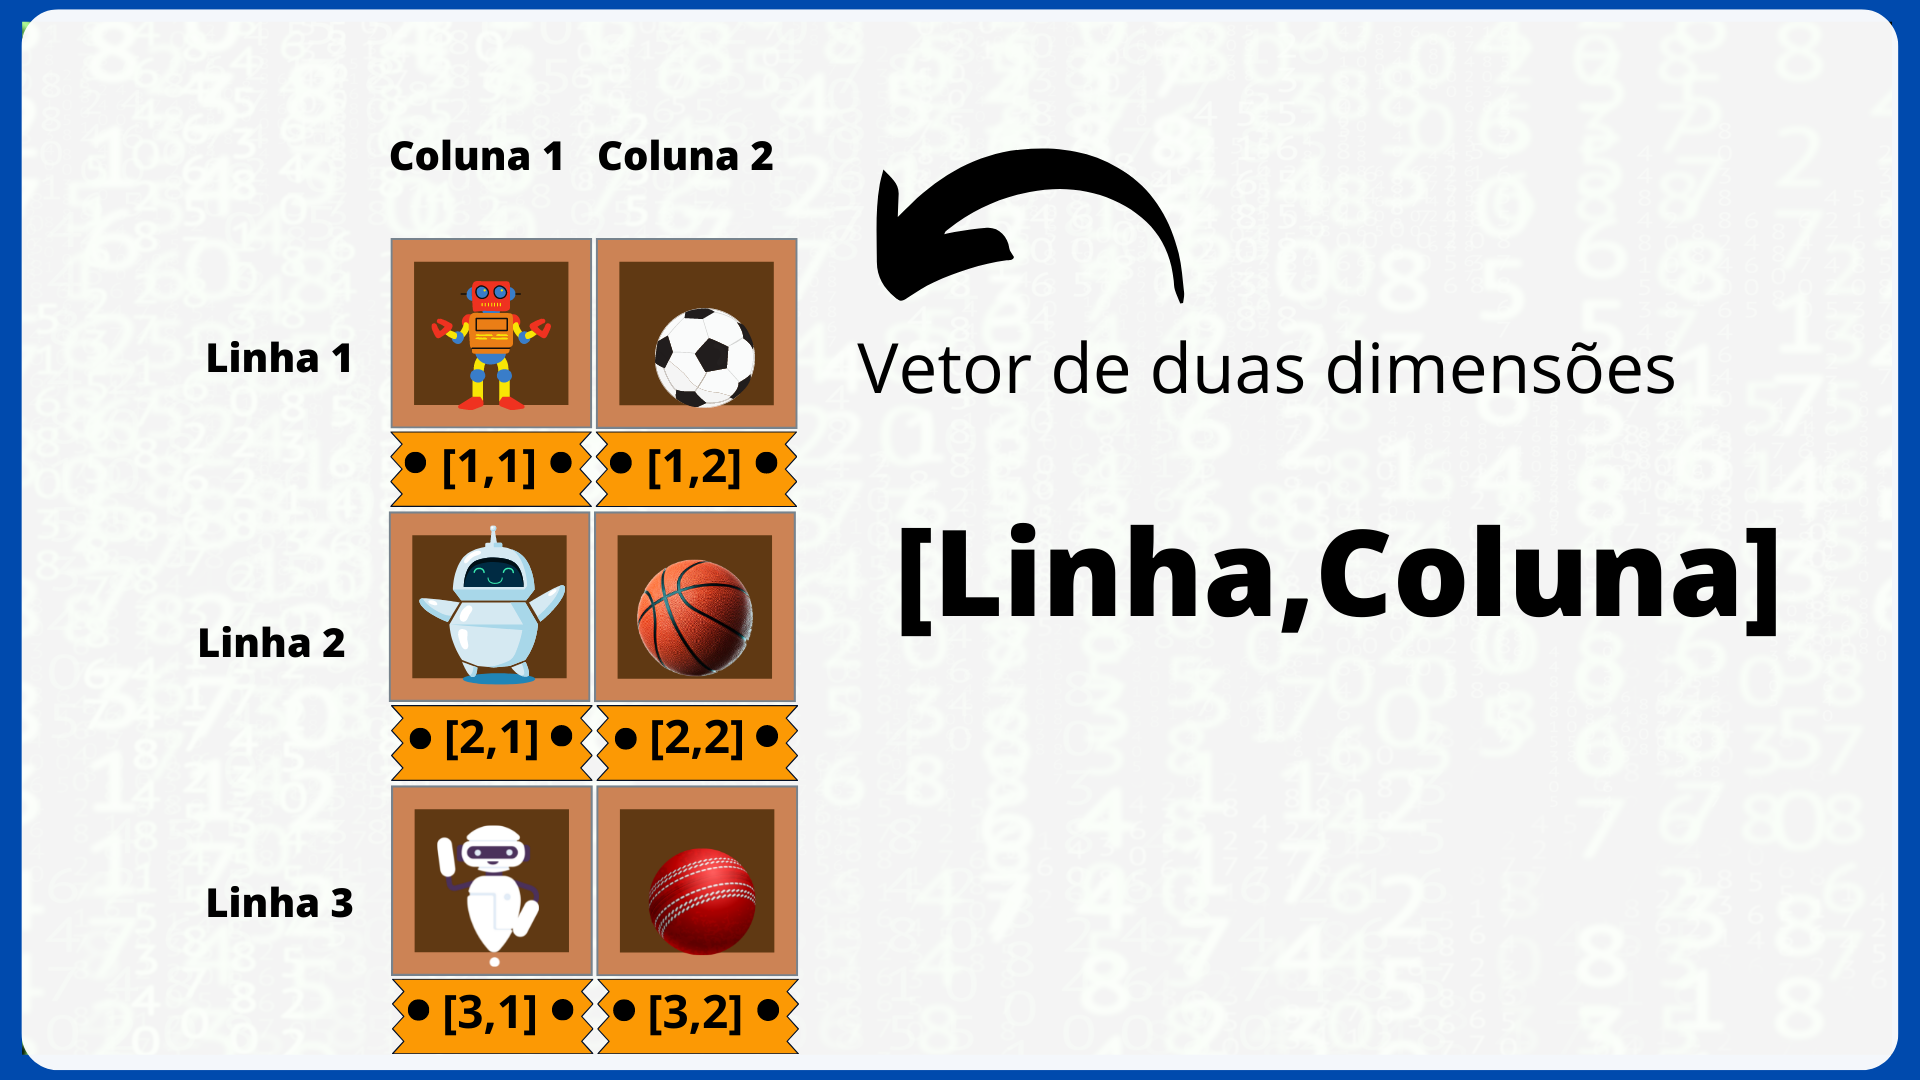 Coluna 1 Coluna 2
Linha 1
Vetor de duas dimensões
[1,1] [1,2]
[Linha,Coluna]
Linha 2
[2,1] [2,2]
Linha 3
[3,1] [3,2]